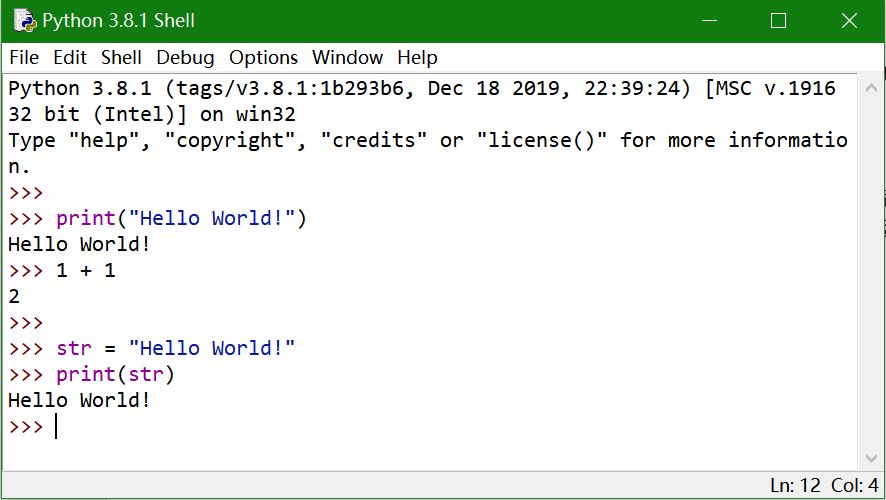 Python 3.8.1 Shell
File Edit Shell Debug Options Window Help
Python 3.8.1 (tags/v3.8.1:1b293b6, Dec 18 2019, 22:39:24) [MSC v.1916
32 bit (Intel)] on win32
Type "help", "copyright", "credits" or "license()" for more informatio
n.
>>>
>>> print("Hello World!")
Hello World!
>>> 1 + 1
2
>>>
>>> str = "Hello World!"
>>> print(str)
Hello World!
>>>
Ln: 12 Col: 4